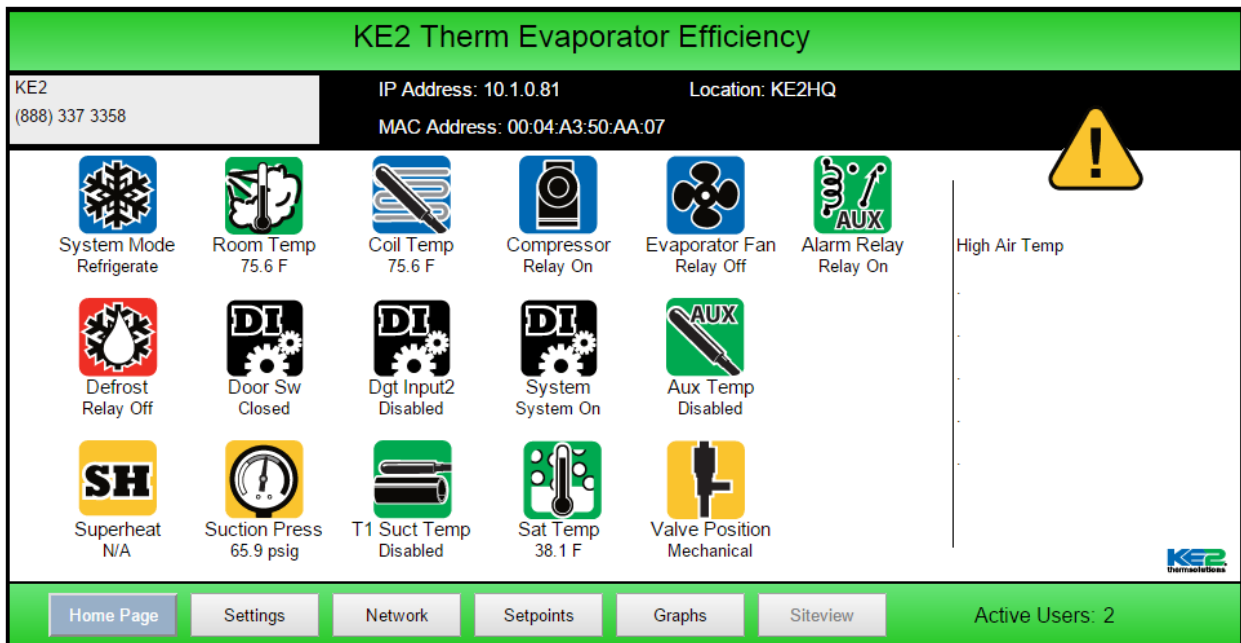 KE2 Therm Evaporator Efficiency
KE2
(888) 337 3358
IP Address: 10.1.0.81
Location: KE2HQ
MAC Address: 00:04:A3:50:AA:07
!
AUX
System Mode
Refrigerate
Room Temp
75.6 F
Coil Temp
75.6 F
Compressor
Relay On
Evaporator Fan
Relay Off
Alarm Relay
Relay On
High Air Temp
DI
DI
DI
AUX
Defrost
Relay Off
Door Sw
Closed
Dgt Input2
Disabled
System
System On
Aux Temp
Disabled
-
-
-
-
-
SH
Superheat
N/A
Suction Press
65.9 psig
T1 Suct Temp
Disabled
Sat Temp
38.1 F
Valve Position
Mechanical
KE2
thermsolutions
Home Page
Settings
Network
Setpoints
Graphs
Siteview
Active Users: 2